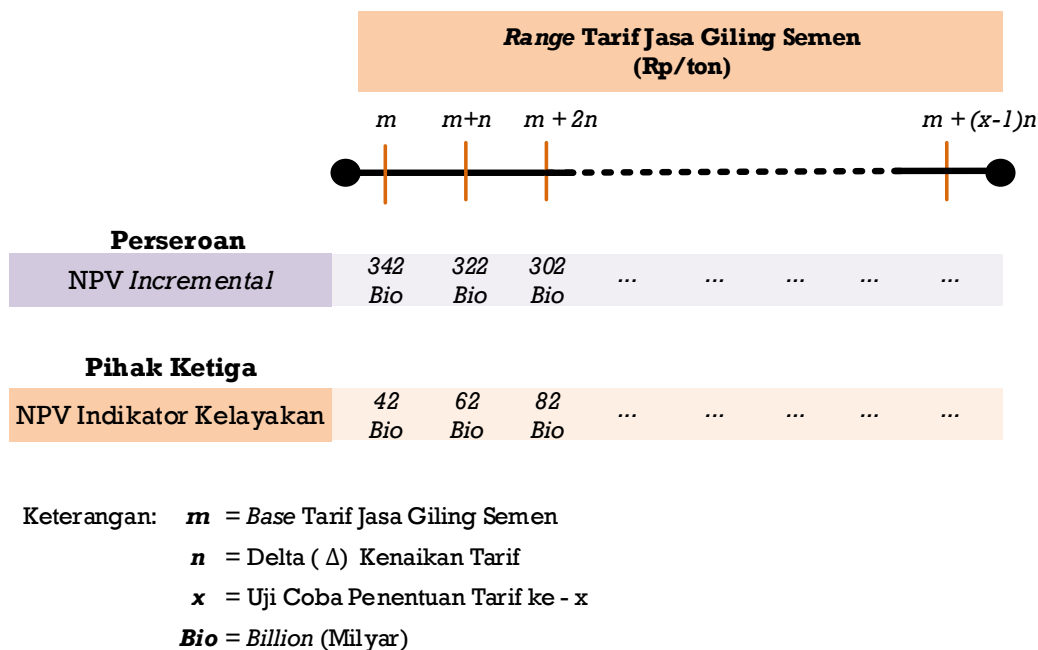 Range Tarif Jasa Giling Semen
(Rp/ton)
m m+n m + 2n m + (x-1)n
Perseroan
NPV Incremental 342 Bio 322 Bio 302 Bio ... ... ... ... ...
Pihak Ketiga
NPV Indikator Kelayakan 42 Bio 62 Bio 82 Bio ... ... ... ... ...
Keterangan: m = Base Tarif Jasa Giling Semen
n = Delta ( Δ) Kenaikan Tarif
x = Uji Coba Penentuan Tarif ke - x
Bio = Billion (Milyar)